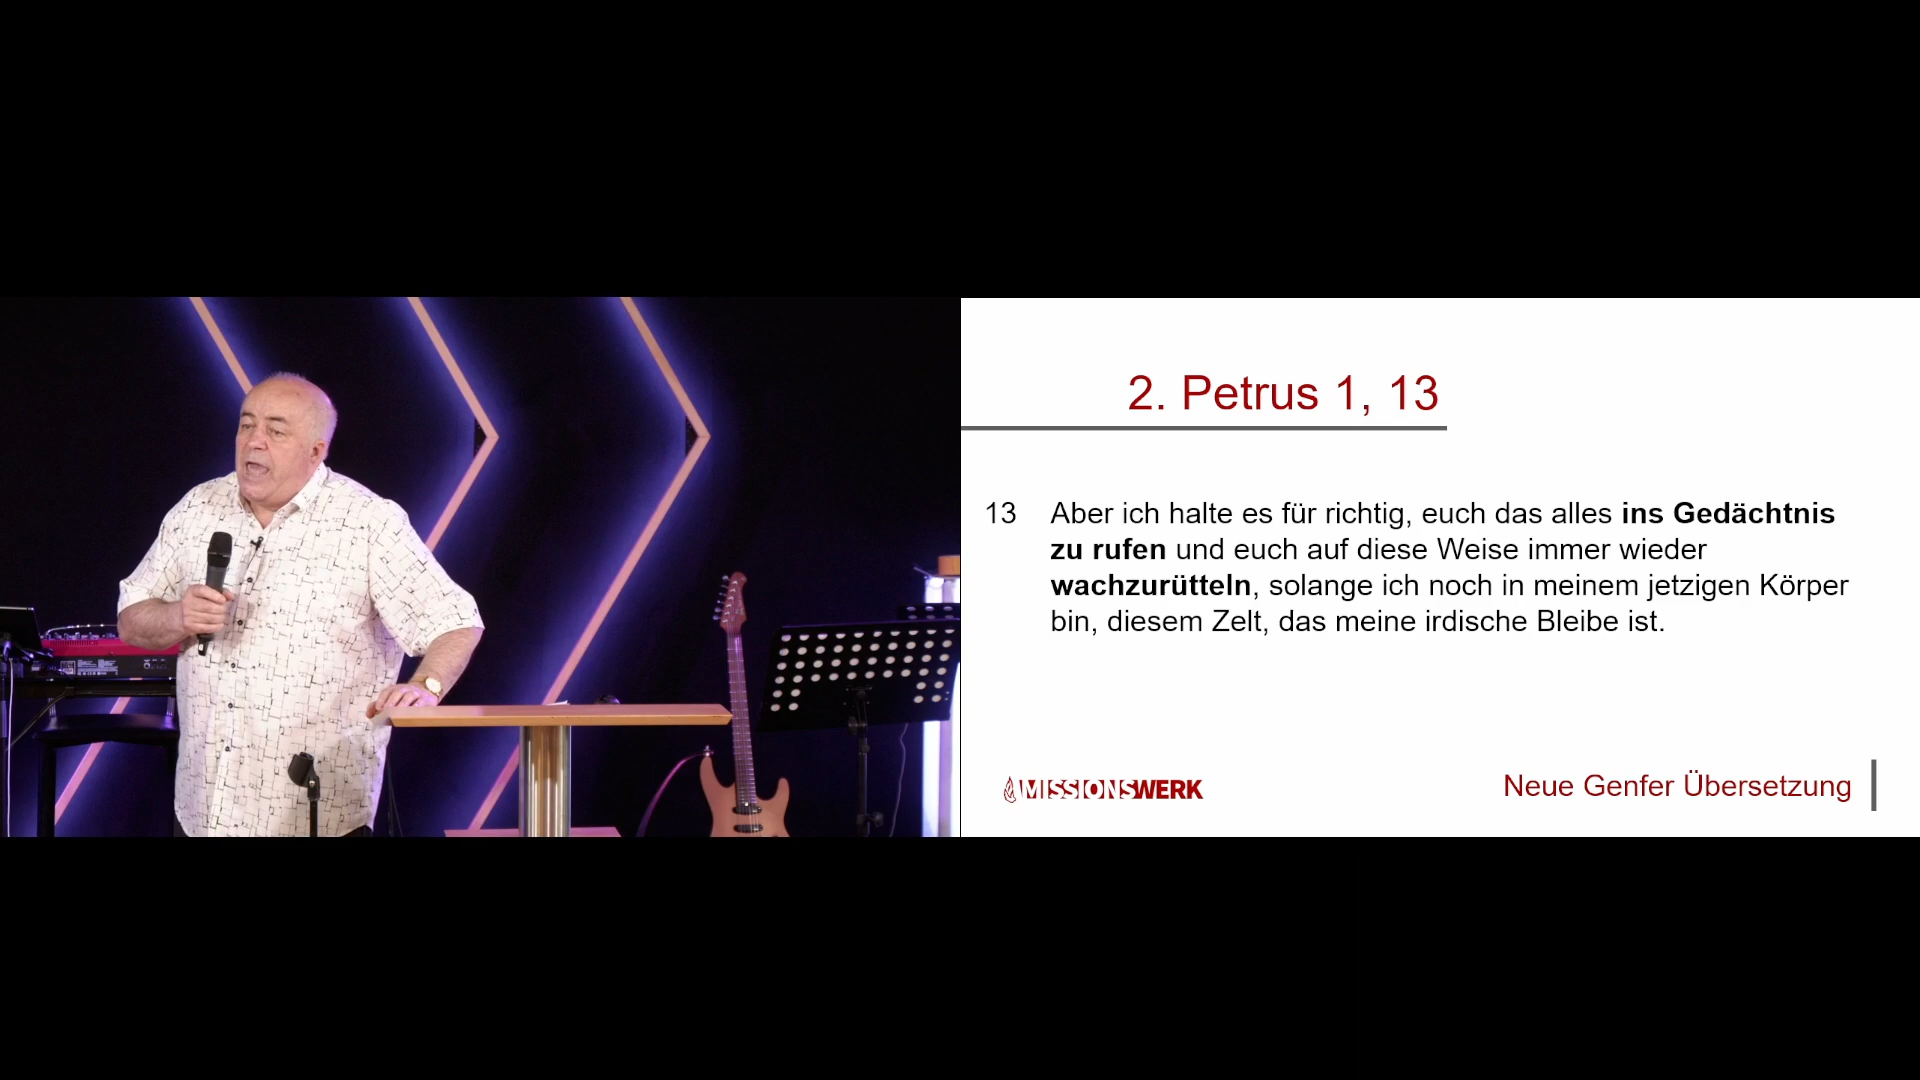 2. Petrus 1, 13
13 Aber ich halte es für richtig, euch das alles ins Gedächtnis
zu rufen und euch auf diese Weise immer wieder
wachzurütteln, solange ich noch in meinem jetzigen Körper
bin, diesem Zelt, das meine irdische Bleibe ist.
MISSIONSWERK
Neue Genfer Übersetzung